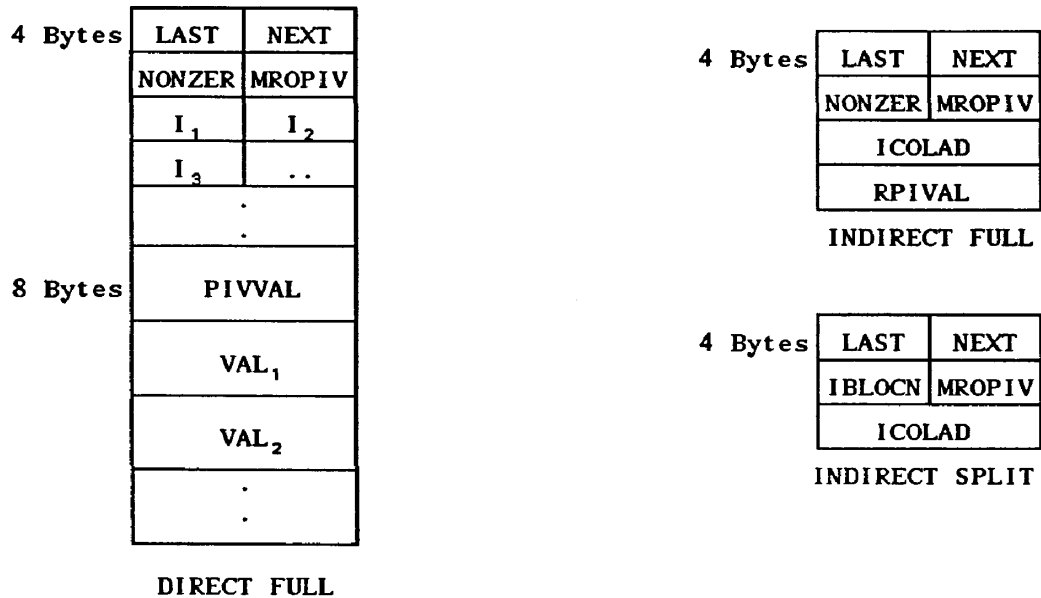 4 Bytes LAST NEXT
NONZER MROPIV
I₁ I₂
I₃ ..
.
.
8 Bytes PIVVAL
VAL₁
VAL₂
.
.
DIRECT FULL
4 Bytes LAST NEXT
NONZER MROPIV
ICOLAD
RPIVAL
INDIRECT FULL
4 Bytes LAST NEXT
IBLOCN MROPIV
ICOLAD
INDIRECT SPLIT